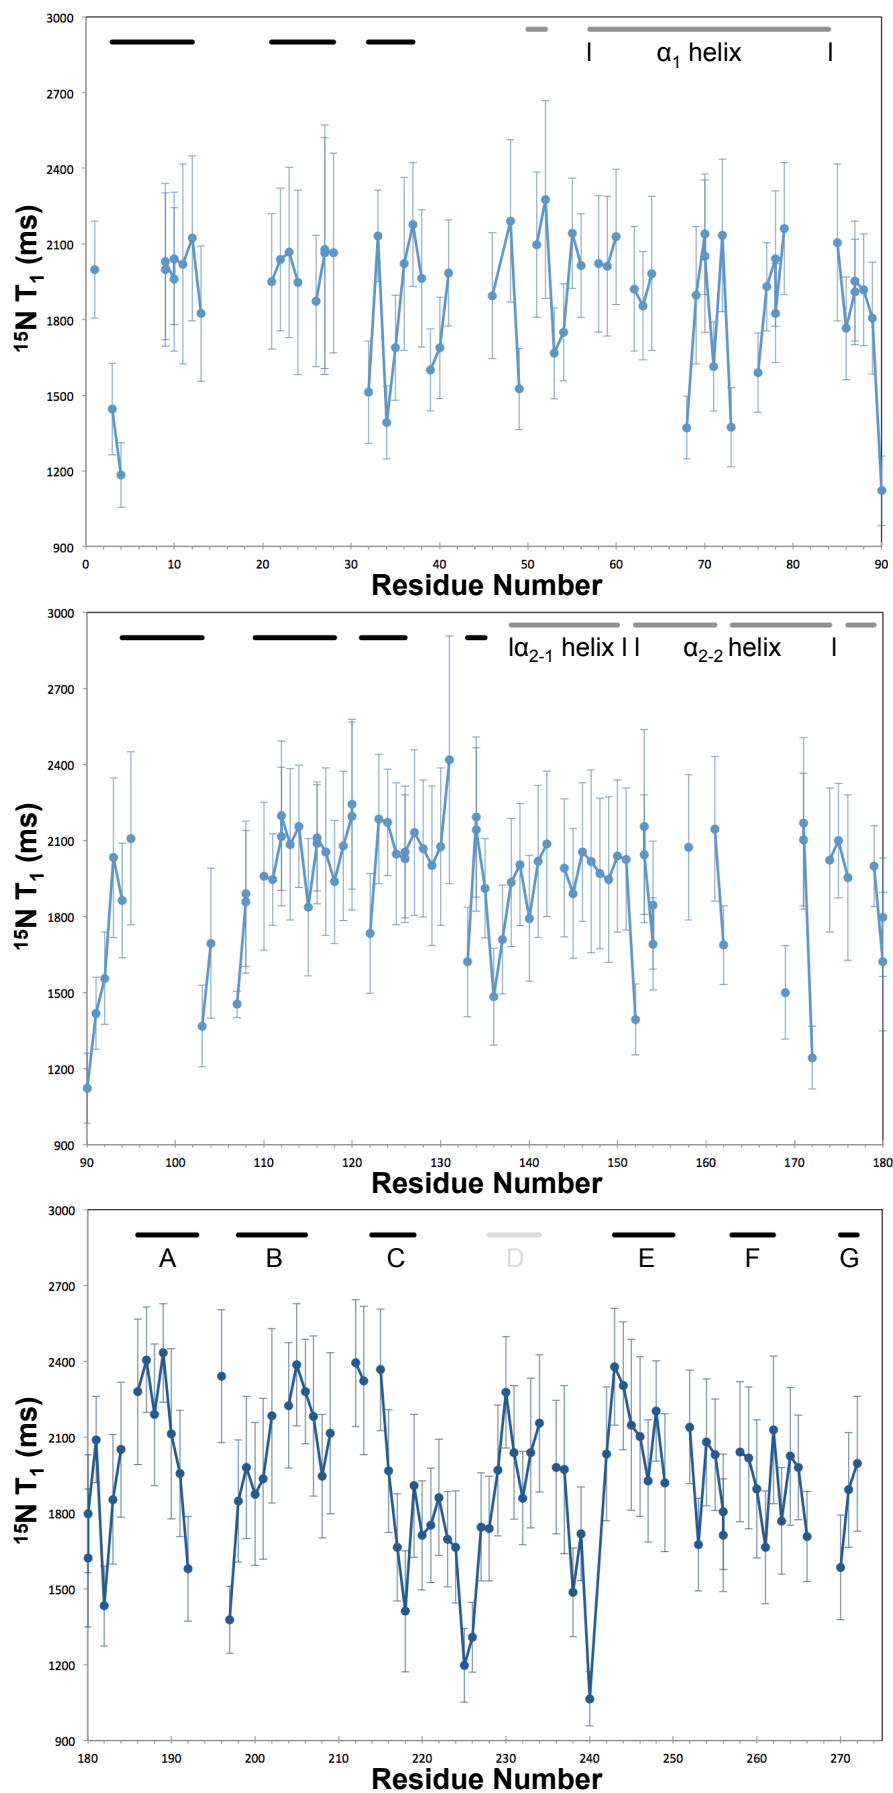 3000
2700
2400
2100
1800
1500
1200
900
15N T1 (ms)
I α1 helix I
0 10 20 30 40 50 60 70 80 90
Residue Number
3000
2700
2400
2100
1800
1500
1200
900
15N T1 (ms)
Iα2-1 helix I I α2-2 helix I
90 100 110 120 130 140 150 160 170 180
Residue Number
3000
2700
2400
2100
1800
1500
1200
900
15N T1 (ms)
A B C D E F G
180 190 200 210 220 230 240 250 260 270
Residue Number